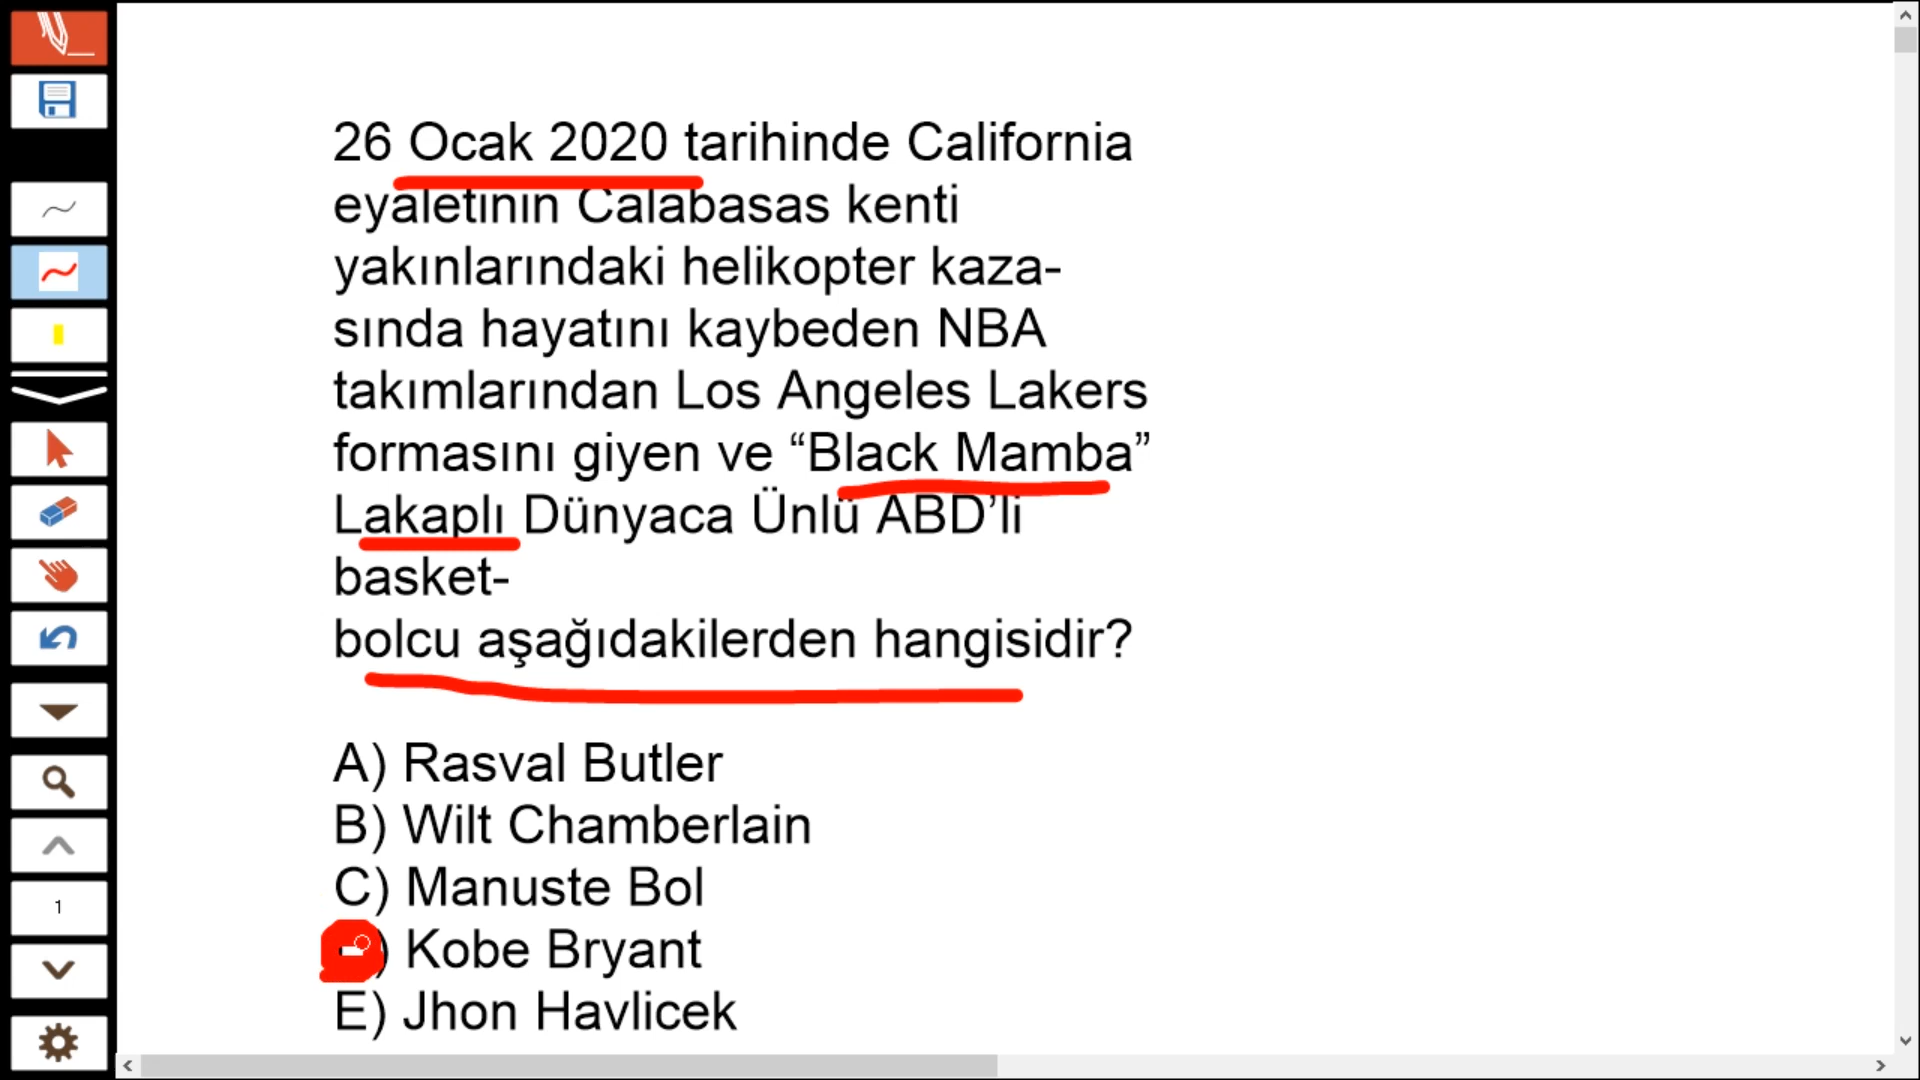 26 Ocak 2020 tarihinde California
eyaletinin Calabasas kenti
yakınlarındaki helikopter kaza-
sında hayatını kaybeden NBA
takımlarından Los Angeles Lakers
formasını giyen ve “Black Mamba”
Lakaplı Dünyaca Ünlü ABD’li
basket-
bolcu aşağıdakilerden hangisidir?
A) Rasval Butler
B) Wilt Chamberlain
C) Manuste Bol
) Kobe Bryant
E) Jhon Havlicek
1